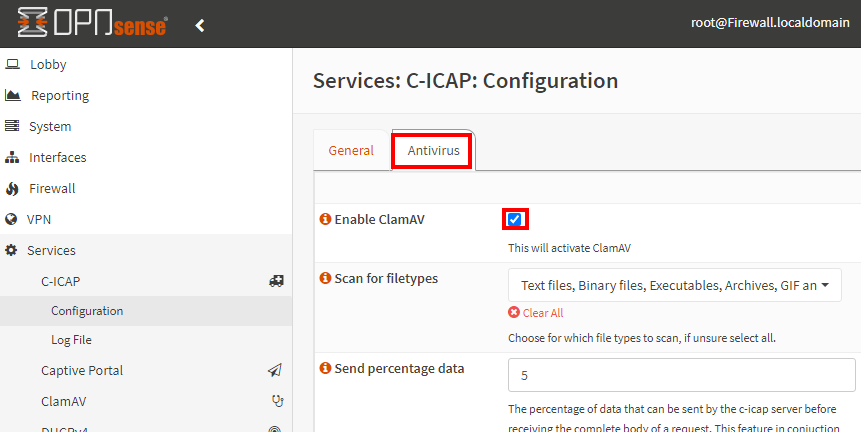 OPNsense®
root@Firewall.localdomain
Lobby
Reporting
System
Interfaces
Firewall
VPN
Services
C-ICAP
Configuration
Log File
Captive Portal
ClamAV
DHCPv4
Services: C-ICAP: Configuration
General
Antivirus
Enable ClamAV
This will activate ClamAV
Scan for filetypes
Text files, Binary files, Executables, Archives, GIF an
Clear All
Choose for which file types to scan, if unsure select all.
Send percentage data
5
The percentage of data that can be sent by the c-icap server before
receiving the complete body of a request. This feature in conjuction